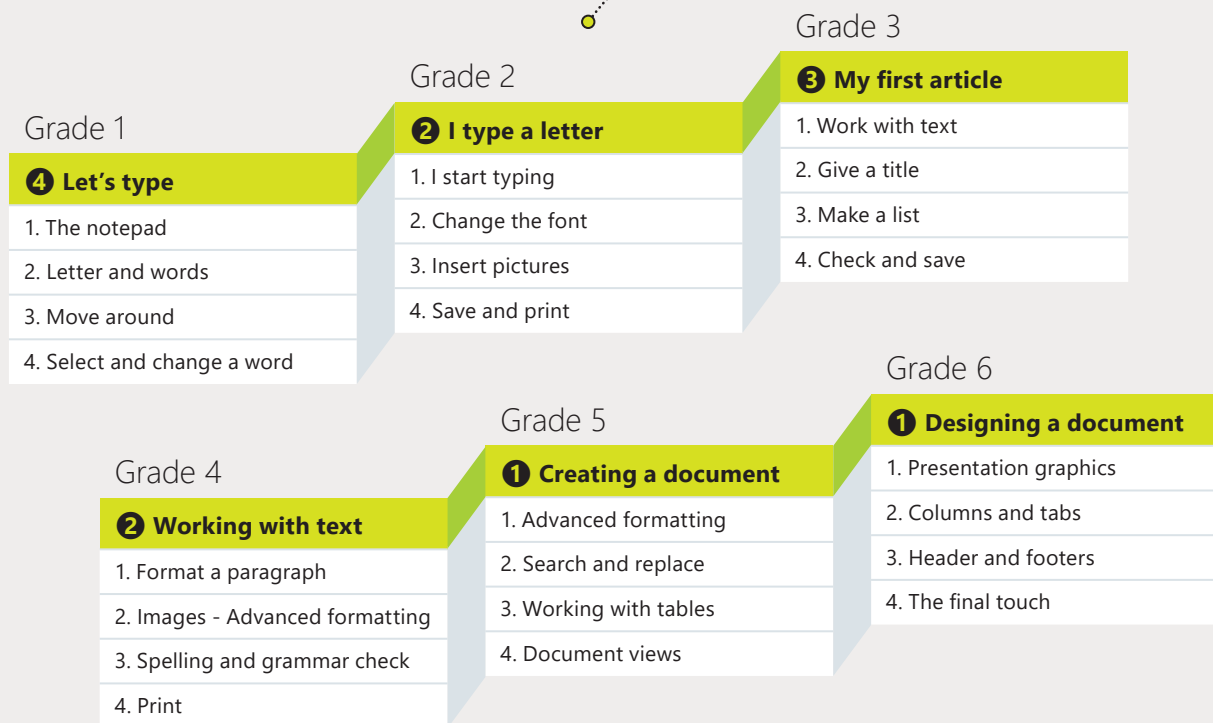 Grade 1
❹ Let's type
1. The notepad
2. Letter and words
3. Move around
4. Select and change a word
Grade 2
❷ I type a letter
1. I start typing
2. Change the font
3. Insert pictures
4. Save and print
Grade 3
❸ My first article
1. Work with text
2. Give a title
3. Make a list
4. Check and save
Grade 4
❷ Working with text
1. Format a paragraph
2. Images - Advanced formatting
3. Spelling and grammar check
4. Print
Grade 5
❶ Creating a document
1. Advanced formatting
2. Search and replace
3. Working with tables
4. Document views
Grade 6
❶ Designing a document
1. Presentation graphics
2. Columns and tabs
3. Header and footers
4. The final touch